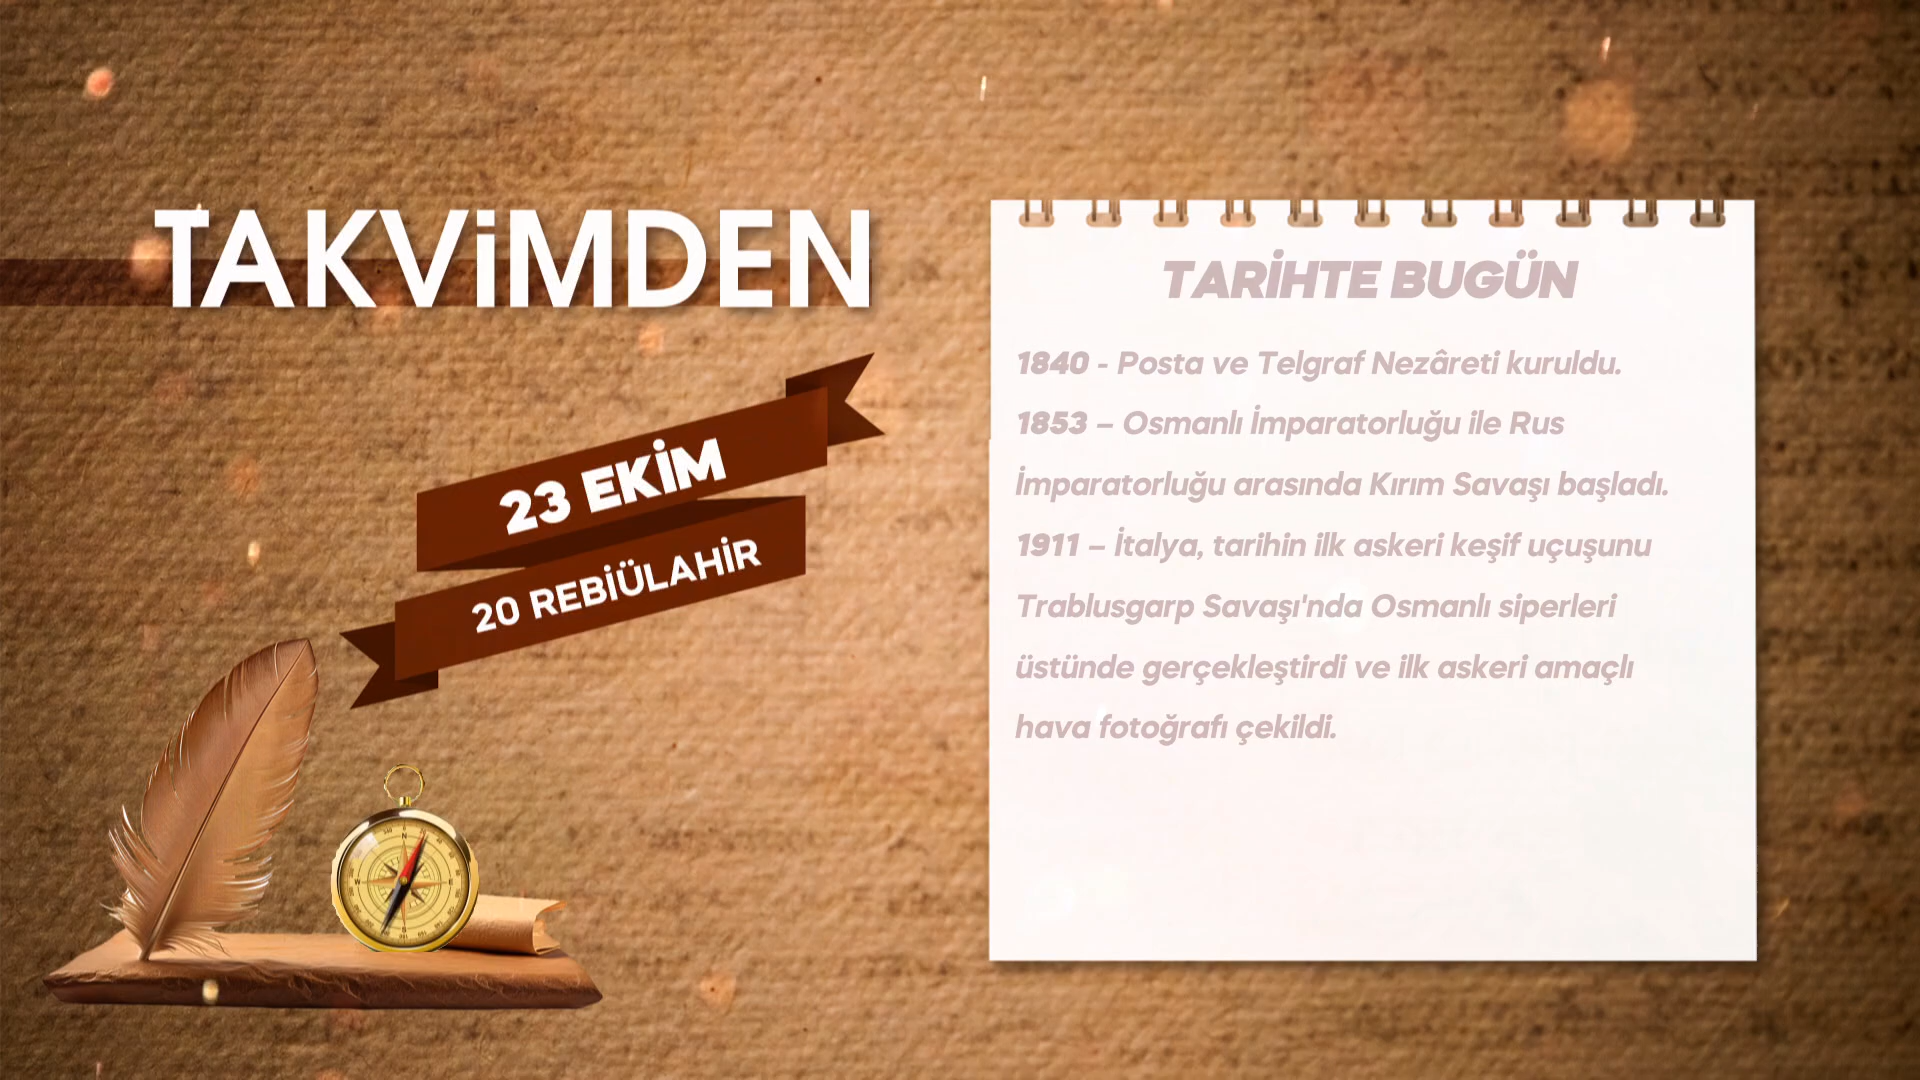 TAKViMDEN
23 EKİM
20 REBİÜLAHİR
TARİHTE BUGÜN
1840 - Posta ve Telgraf Nezâreti kuruldu.
1853 – Osmanlı İmparatorluğu ile Rus
İmparatorluğu arasında Kırım Savaşı başladı.
1911 – İtalya, tarihin ilk askeri keşif uçuşunu
Trablusgarp Savaşı'nda Osmanlı siperleri
üstünde gerçekleştirdi ve ilk askeri amaçlı
hava fotoğrafı çekildi.